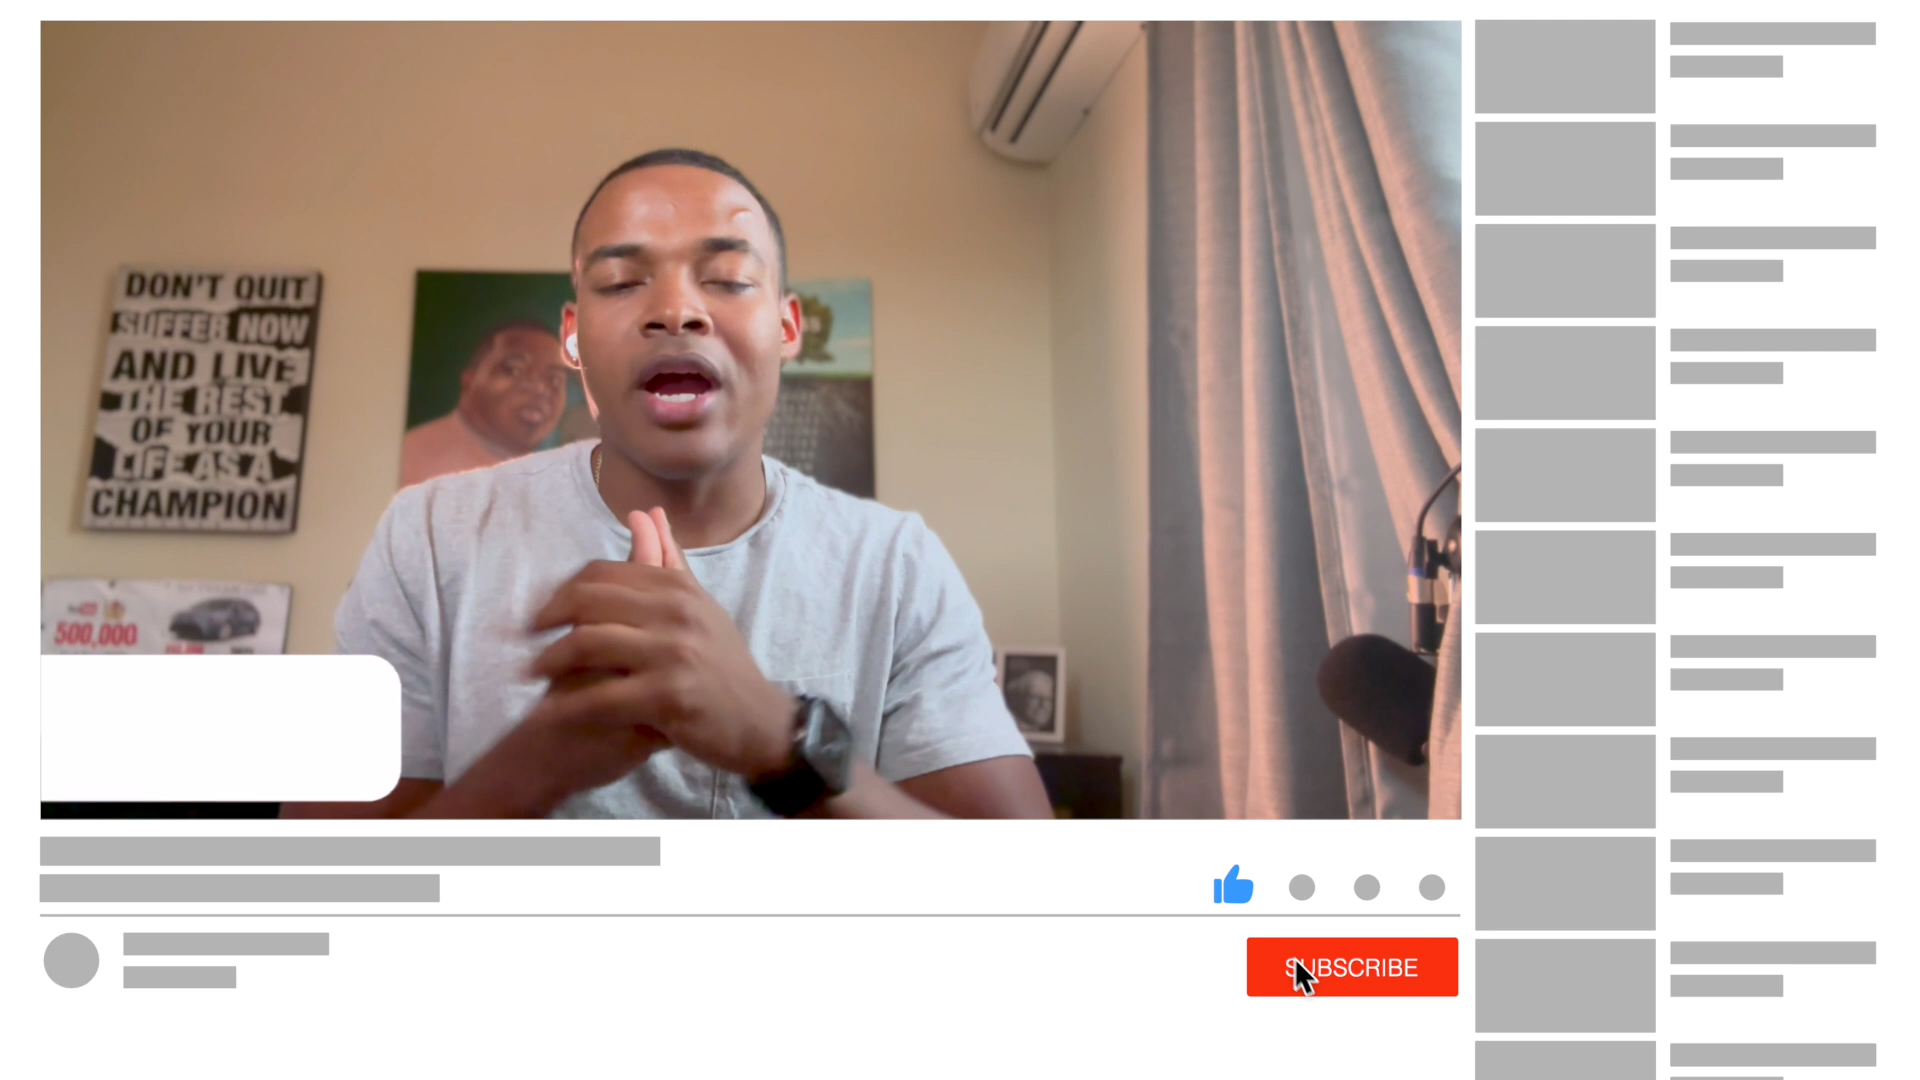 DON'T QUIT
SUFFER NOW
AND LIVE
THE REST
OF YOUR
LIFE AS A
CHAMPION
500,000
SUBSCRIBE